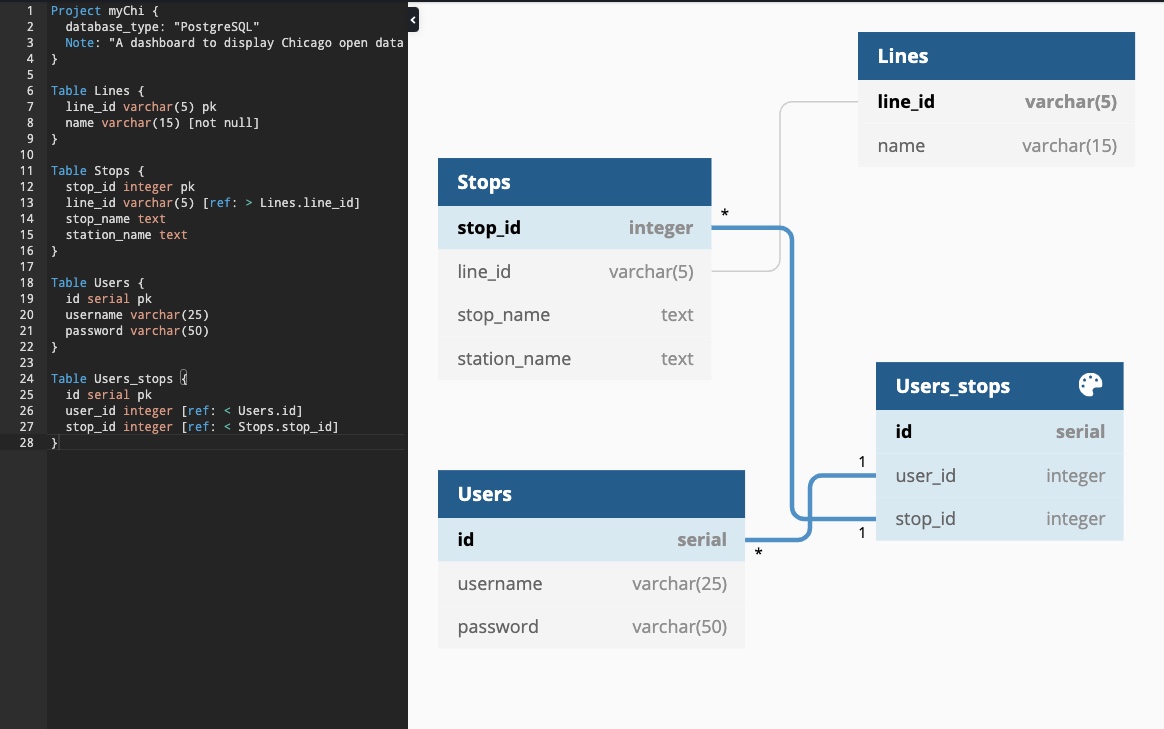 1 Project myChi {
2 database_type: "PostgreSQL"
3 Note: "A dashboard to display Chicago open data
4 }
5
6 Table Lines {
7 line_id varchar(5) pk
8 name varchar(15) [not null]
9 }
10
11 Table Stops {
12 stop_id integer pk
13 line_id varchar(5) [ref: > Lines.line_id]
14 stop_name text
15 station_name text
16 }
17
18 Table Users {
19 id serial pk
20 username varchar(25)
21 password varchar(50)
22 }
23
24 Table Users_stops {
25 id serial pk
26 user_id integer [ref: < Users.id]
27 stop_id integer [ref: < Stops.stop_id]
28 }
Lines
line_id varchar(5)
name varchar(15)
Stops
* 
stop_id integer
line_id varchar(5)
stop_name text
station_name text
Users_stops
id serial
1
user_id integer
stop_id integer
1
Users
id serial
*
username varchar(25)
password varchar(50)